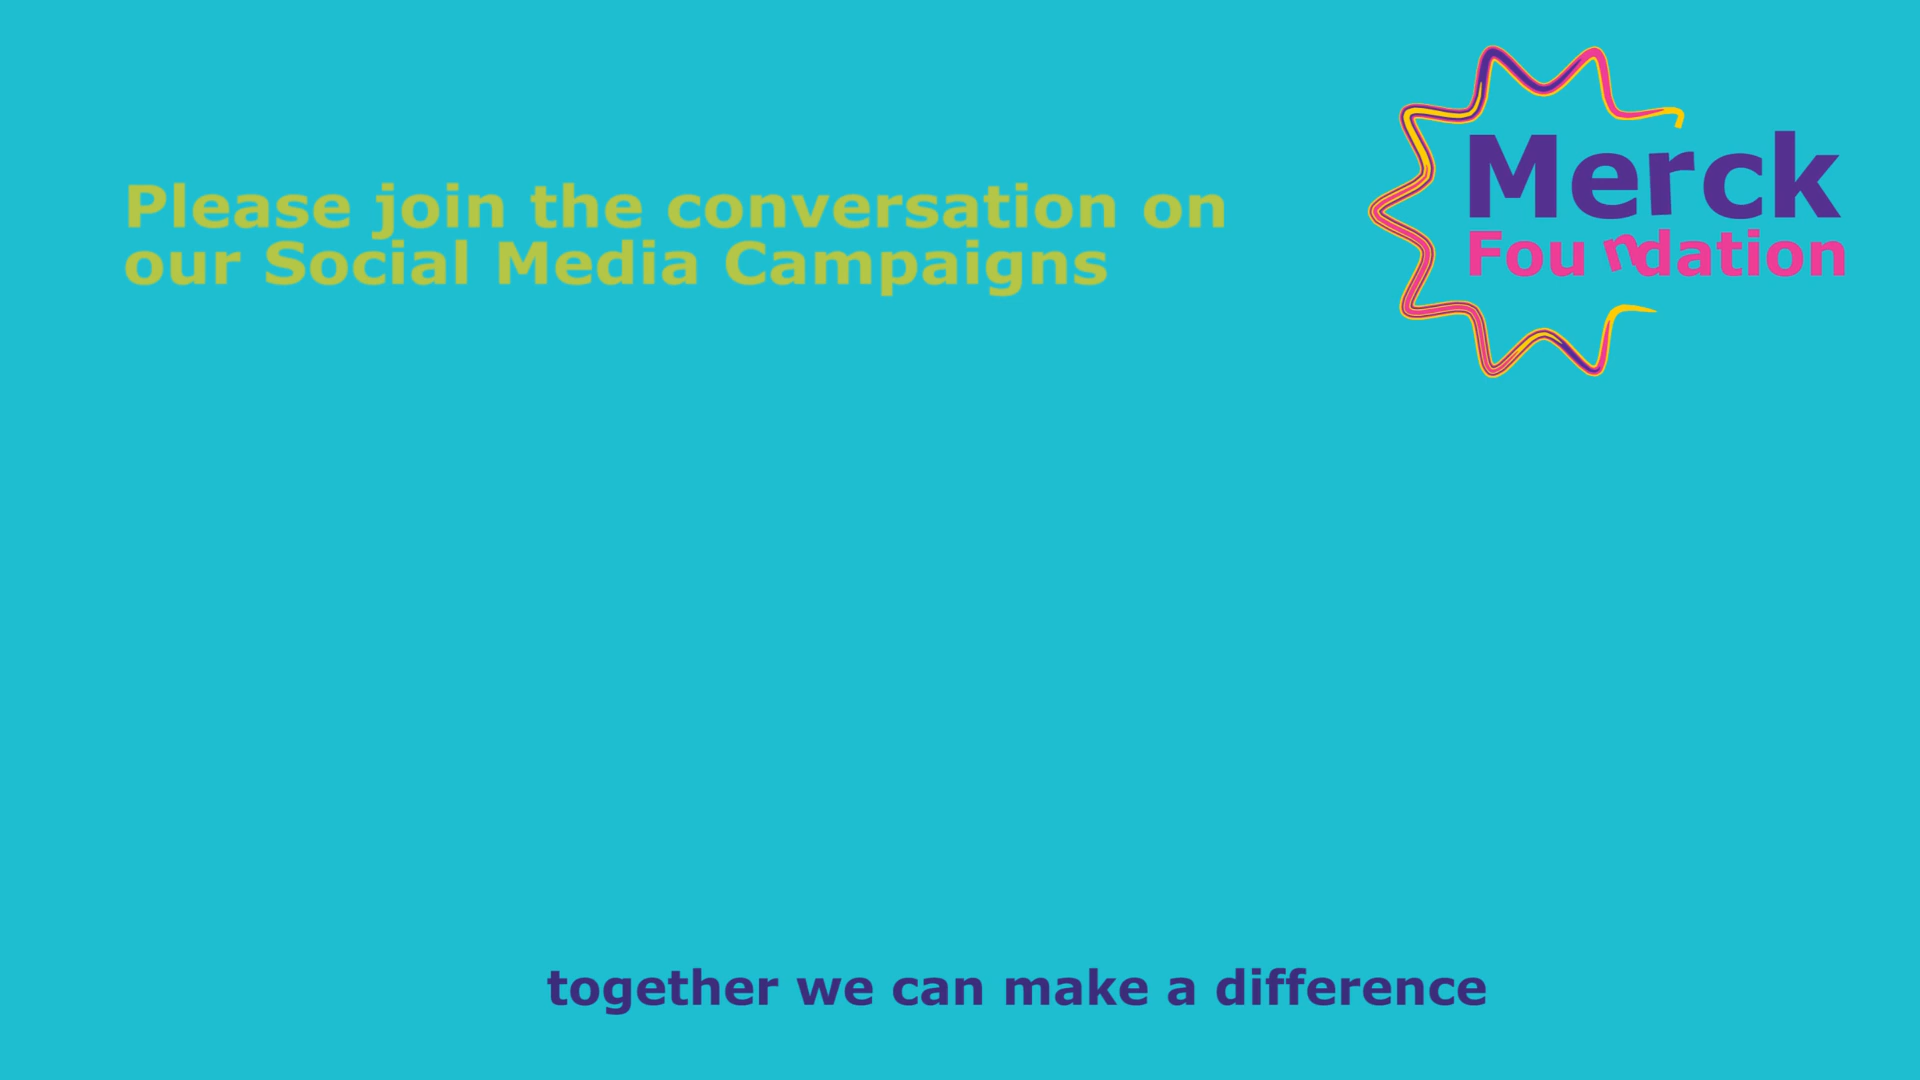 Please join the conversation on
our Social Media Campaigns
Merck
Foundation
together we can make a difference